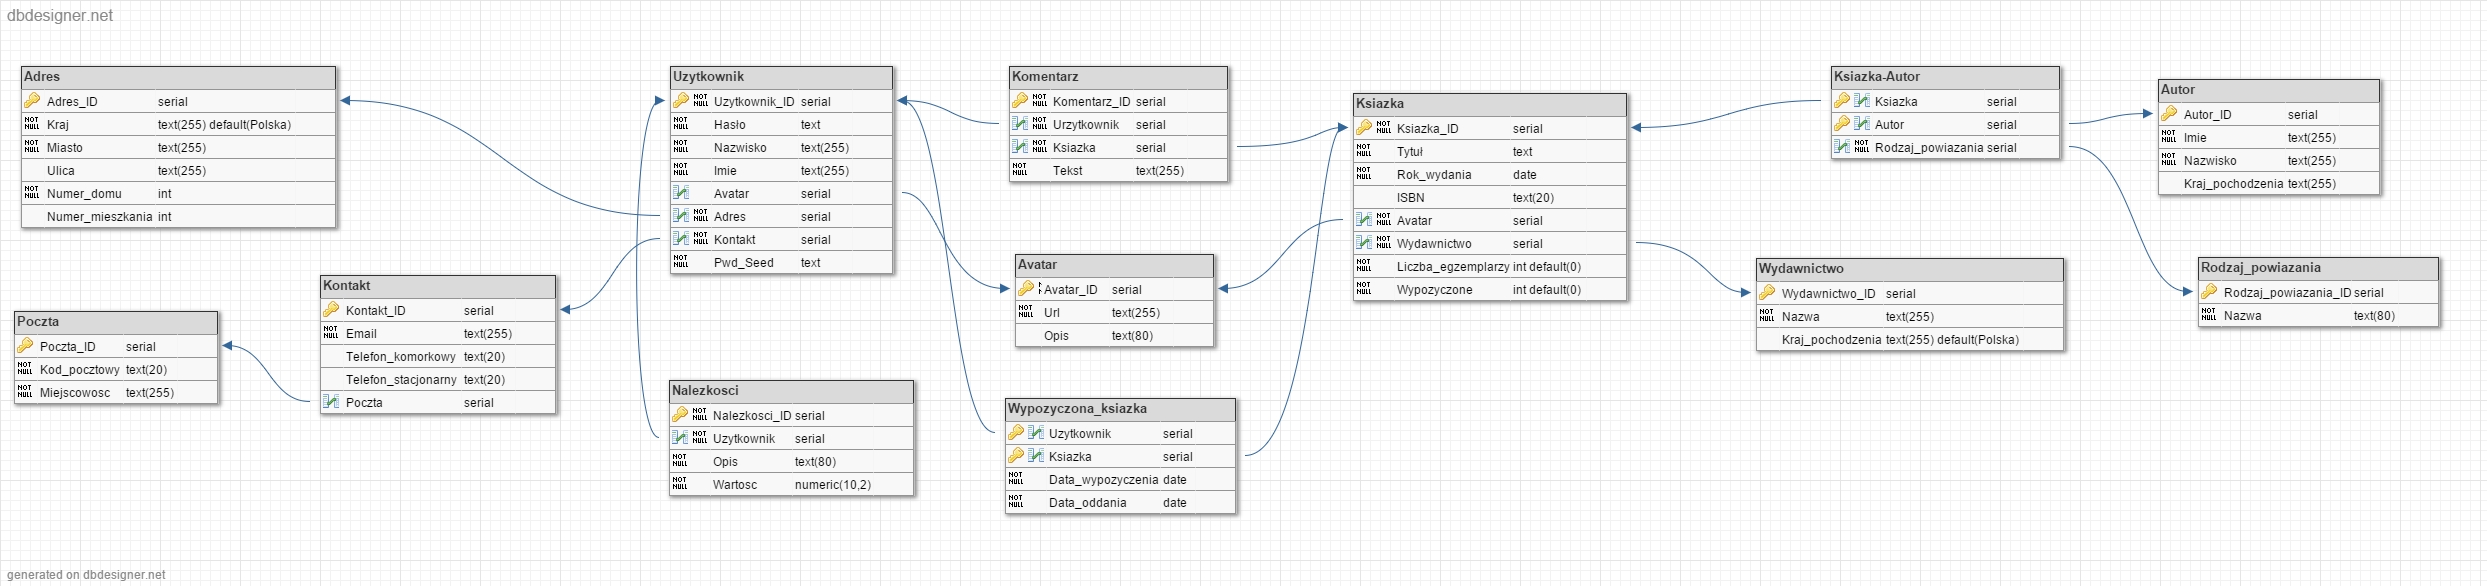 dbdesigner.net
Adres
Adres_ID serial
NOT NULL Kraj text(255) default(Polska)
NOT NULL Miasto text(255)
Ulica text(255)
NOT NULL Numer_domu int
Numer_mieszkania int
Poczta
Poczta_ID serial
NOT NULL Kod_pocztowy text(20)
NOT NULL Miejscowosc text(255)
Kontakt
Kontakt_ID serial
NOT NULL Email text(255)
Telefon_komorkowy text(20)
Telefon_stacjonarny text(20)
Poczta serial
Uzytkownik
NOT NULL Uzytkownik_ID serial
NOT NULL Hasło text
NOT NULL Nazwisko text(255)
NOT NULL Imie text(255)
Avatar serial
NOT NULL Adres serial
NOT NULL Kontakt serial
NOT NULL Pwd_Seed text
Nalezkosci
NOT NULL Nalezkosci_ID serial
NOT NULL Uzytkownik serial
NOT NULL Opis text(80)
NOT NULL Wartosc numeric(10,2)
Komentarz
NOT NULL Komentarz_ID serial
NOT NULL Urzytkownik serial
NOT NULL Ksiazka serial
NOT NULL Tekst text(255)
Avatar
Avatar_ID serial
NOT NULL Url text(255)
Opis text(80)
Wypozyczona_ksiazka
Uzytkownik serial
Ksiazka serial
NOT NULL Data_wypozyczenia date
NOT NULL Data_oddania date
Ksiazka
NOT NULL Ksiazka_ID serial
NOT NULL Tytuł text
NOT NULL Rok_wydania date
ISBN text(20)
NOT NULL Avatar serial
NOT NULL Wydawnictwo serial
NOT NULL Liczba_egzemplarzy int default(0)
NOT NULL Wypozyczone int default(0)
Ksiazka-Autor
Ksiazka serial
Autor serial
NOT NULL Rodzaj_powiazania serial
Wydawnictwo
Wydawnictwo_ID serial
NOT NULL Nazwa text(255)
Kraj_pochodzenia text(255) default(Polska)
Autor
Autor_ID serial
NOT NULL Imie text(255)
NOT NULL Nazwisko text(255)
Kraj_pochodzenia text(255)
Rodzaj_powiazania
Rodzaj_powiazania_ID serial
NOT NULL Nazwa text(80)
generated on dbdesigner.net